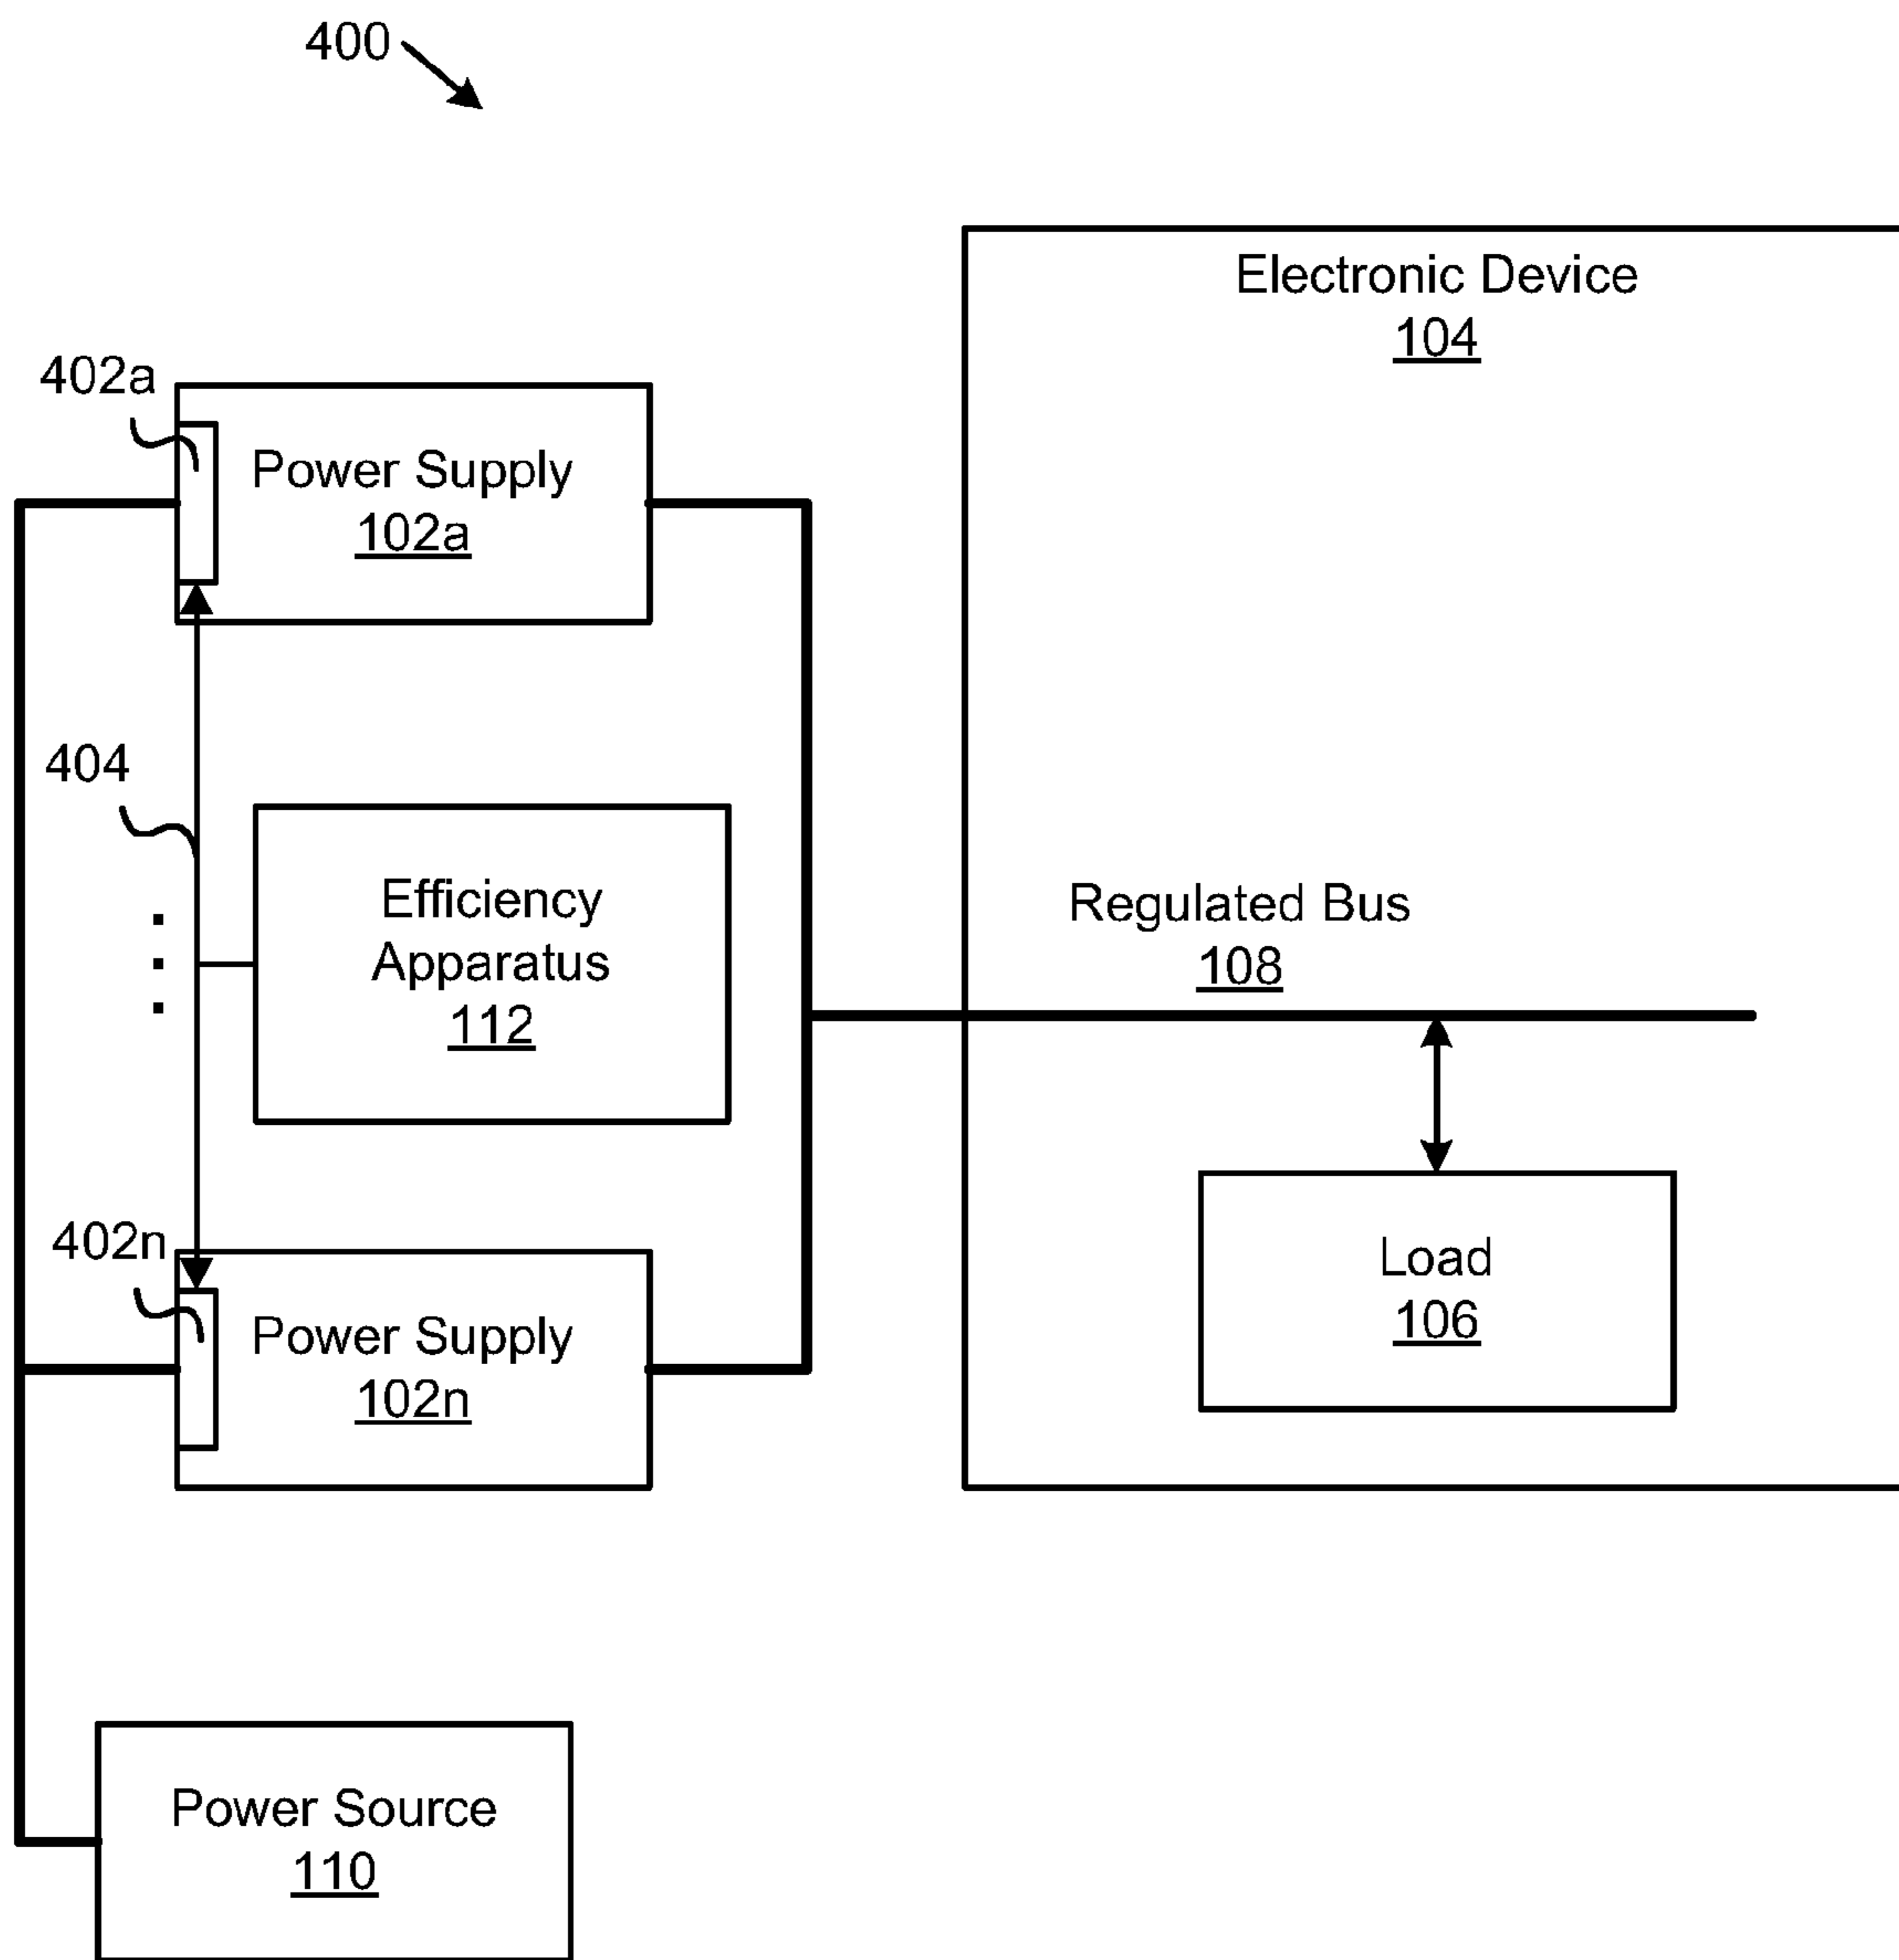 400
Electronic Device
104
402a
Power Supply
102a
404
Efficiency
Apparatus
112
Regulated Bus
108
402n
Power Supply
102n
Load
106
Power Source
110